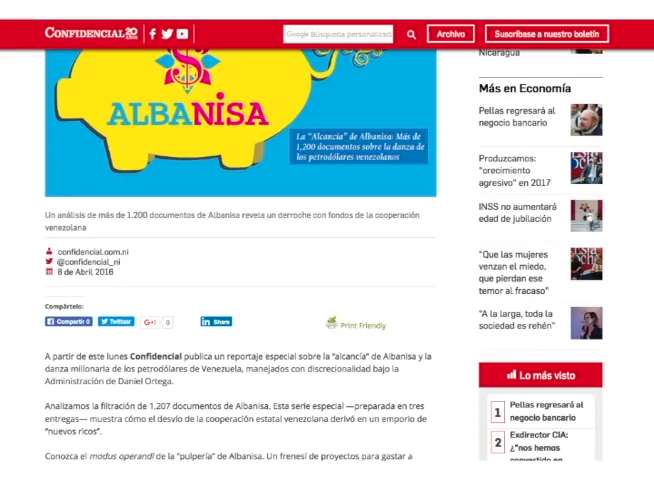 CONFIDENCIAL 20 AÑOS
Google Búsqueda personalizada
Archivo
Suscríbase a nuestro boletín
ALBANISA
La "Alcancía" de Albanisa: Más de
1,200 documentos sobre la danza de
los petrodólares venezolanos
Un análisis de más de 1.200 documentos de Albanisa revela un derroche con fondos de la cooperación
venezolana
confidencial.com.ni
@confidencial_ni
8 de Abril 2016
Compártelo:
Compartir 0
Twittear
G+1 0
in Share
Print Friendly
A partir de este lunes Confidencial publica un reportaje especial sobre la "alcancía" de Albanisa y la
danza millonaria de los petrodólares de Venezuela, manejados con discrecionalidad bajo la
Administración de Daniel Ortega.
Analizamos la filtración de 1,207 documentos de Albanisa. Esta serie especial —preparada en tres
entregas— muestra cómo el desvío de la cooperación estatal venezolana derivó en un emporio de
"nuevos ricos".
Conozca el modus operandi de la "pulpería" de Albanisa. Un frenesí de proyectos para gastar a
Nicaragua
Más en Economía
Pellas regresará al
negocio bancario
Produzcamos:
"crecimiento
agresivo" en 2017
INSS no aumentará
edad de jubilación
"Que las mujeres
venzan el miedo,
que pierdan ese
temor al fracaso"
"A la larga, toda la
sociedad es rehén"
Lo más visto
1 Pellas regresará al
negocio bancario
2 Exdirector CIA:
¿"nos hemos
convertido en